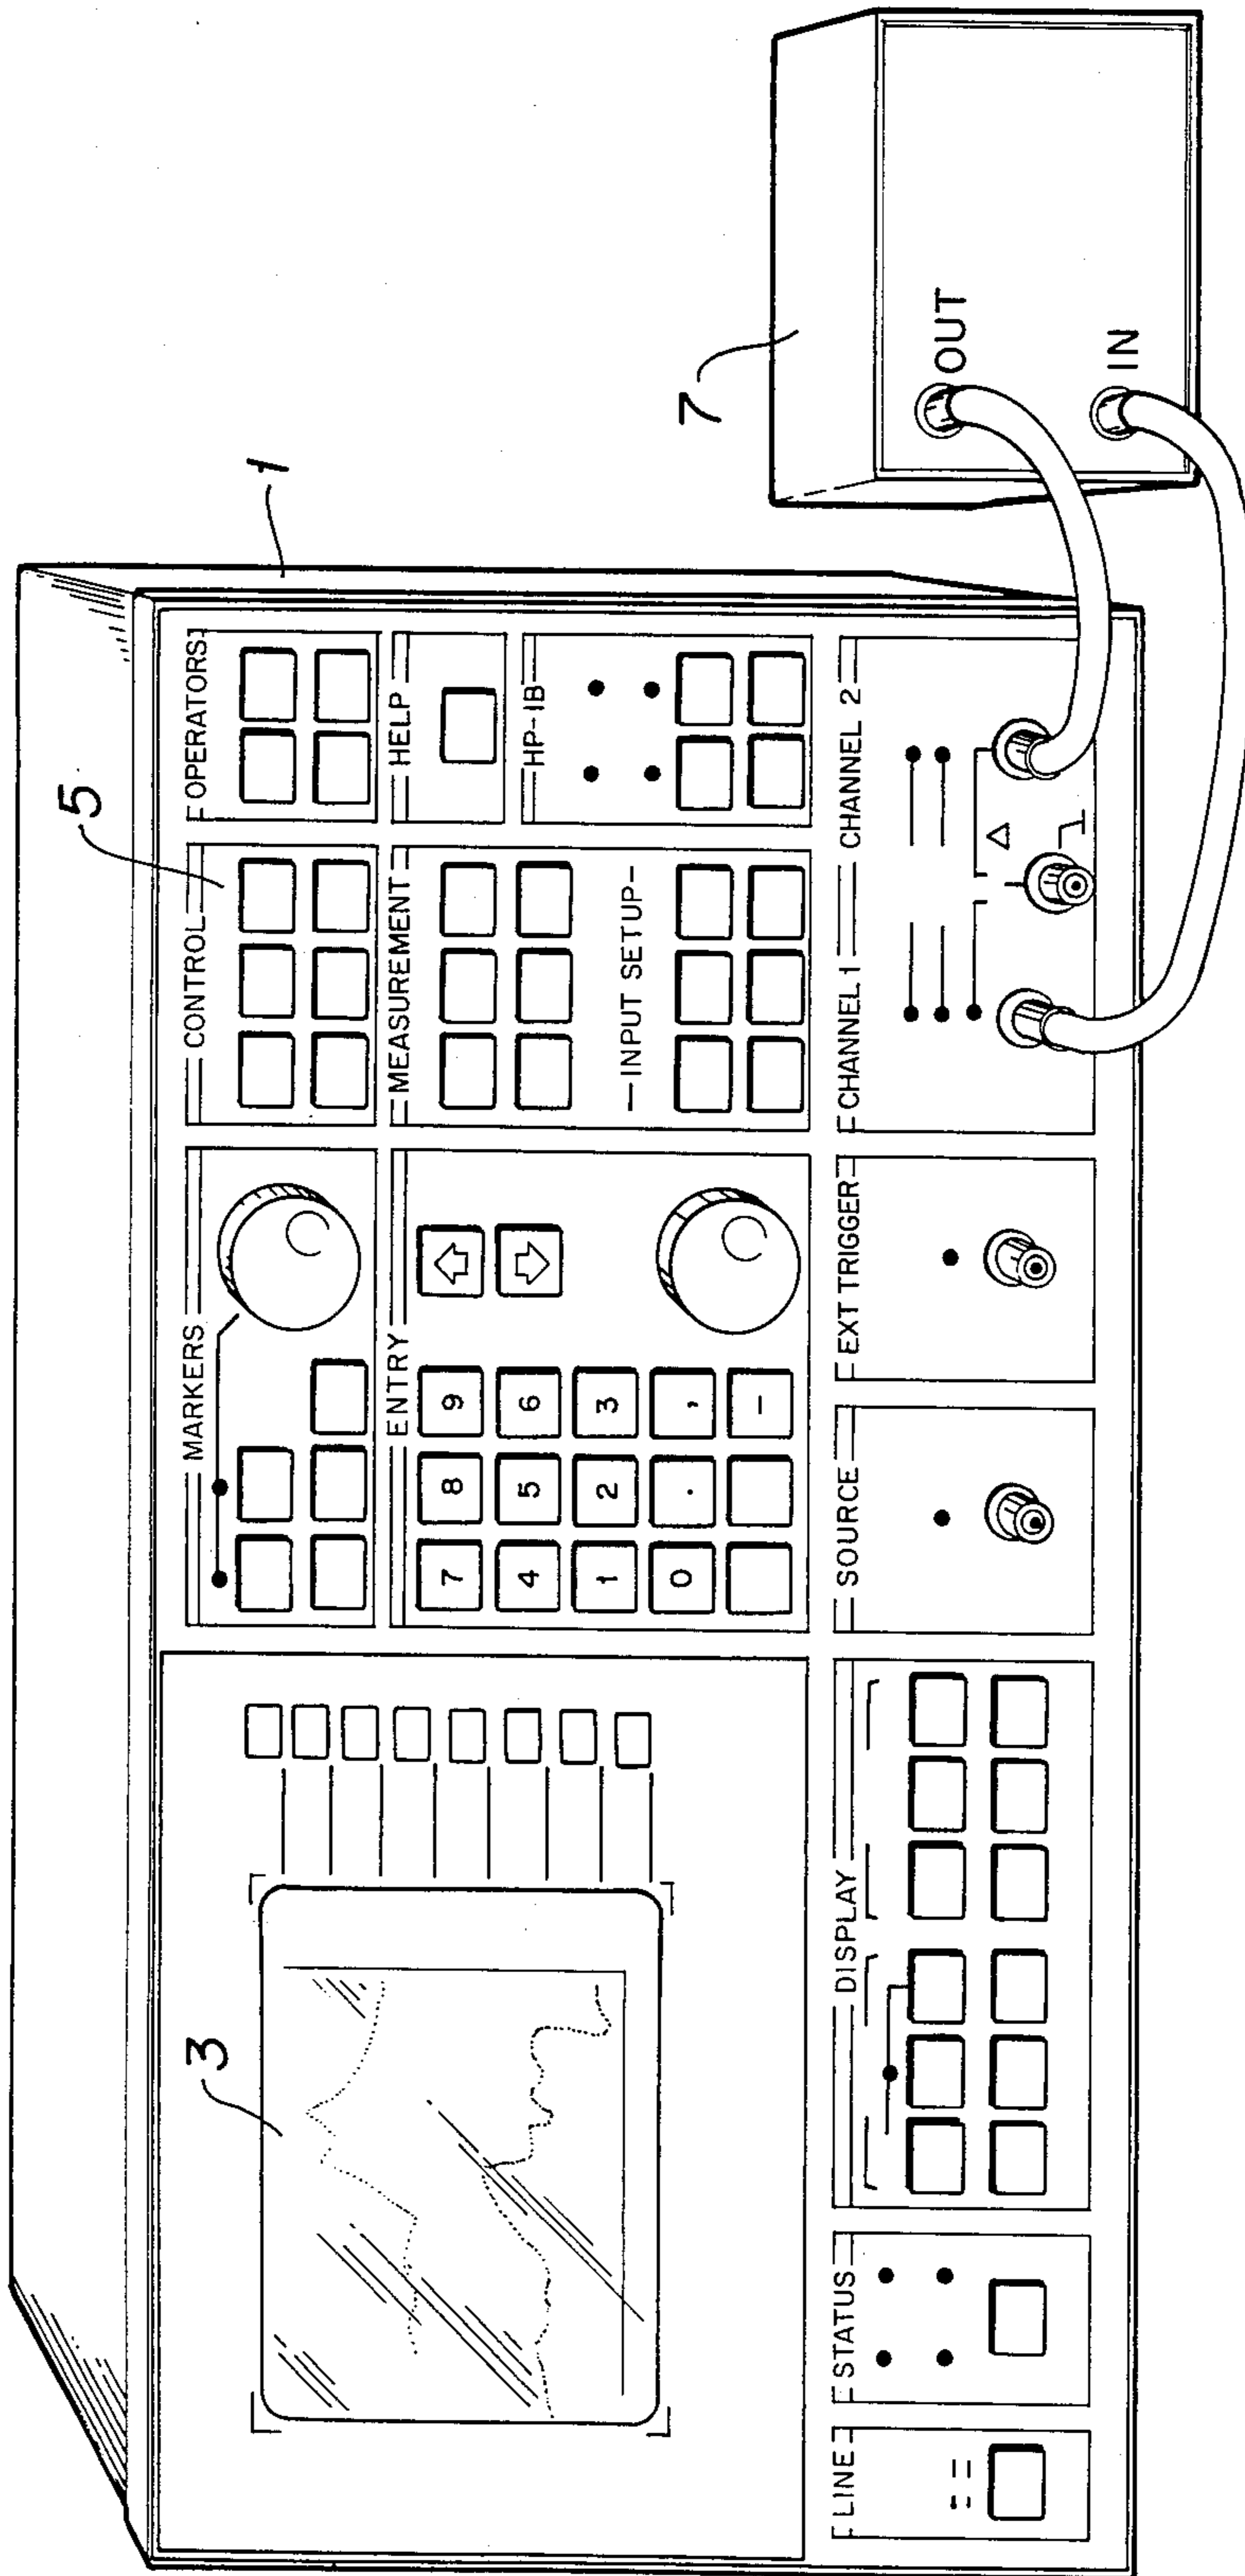 1
3
5
7
OUT
IN
MARKERS
CONTROL
OPERATORS
ENTRY
7 8 9
4 5 6
1 2 3
0 . ,
-
MEASUREMENT
INPUT SETUP
HELP
HP-IB
LINE
STATUS
DISPLAY
SOURCE
EXT TRIGGER
CHANNEL 1
CHANNEL 2